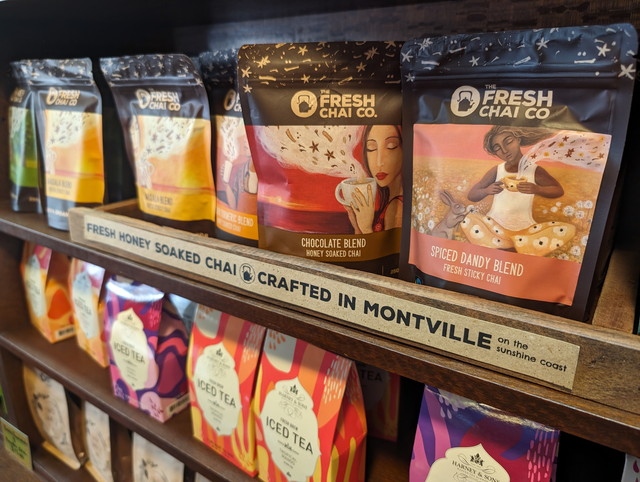 FRESH
CHAI CO
FRESH
CHAI CO
THE
FRESH
CHAI CO.
CHOCOLATE BLEND
HONEY SOAKED CHAI
THE
FRESH
CHAI CO
SPICED DANDY BLEND
FRESH STICKY CHAI
BLEND
FRESH HONEY SOAKED CHAI CRAFTED IN MONTVILLE on the
sunshine coast
ICED TEA
ICED TEA
ICED TEA
HARNEY & SONS